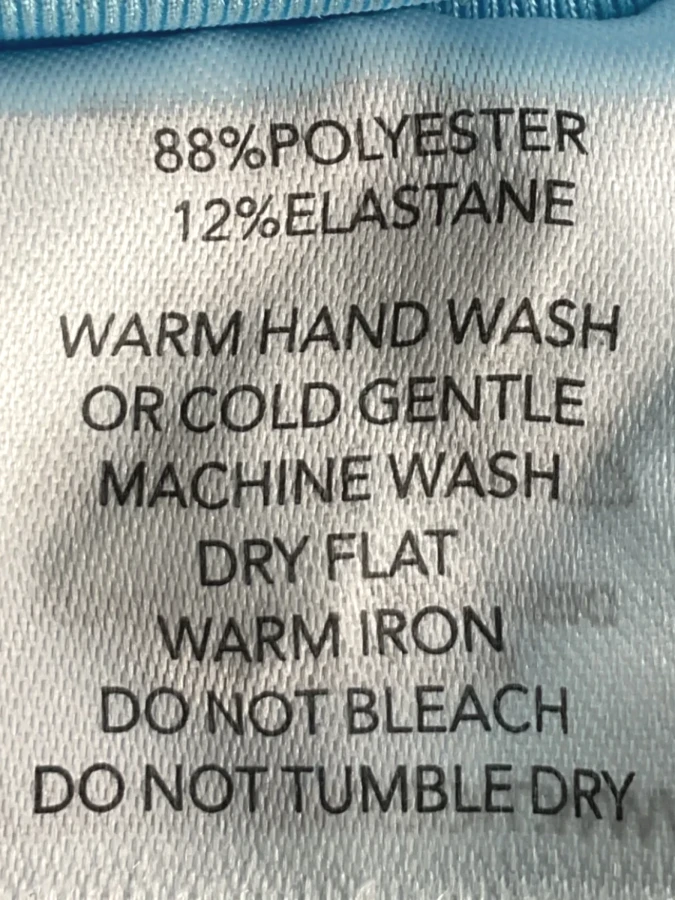 88%POLYESTER
12%ELASTANE
WARM HAND WASH
OR COLD GENTLE
MACHINE WASH
DRY FLAT
WARM IRON
DO NOT BLEACH
DO NOT TUMBLE DRY